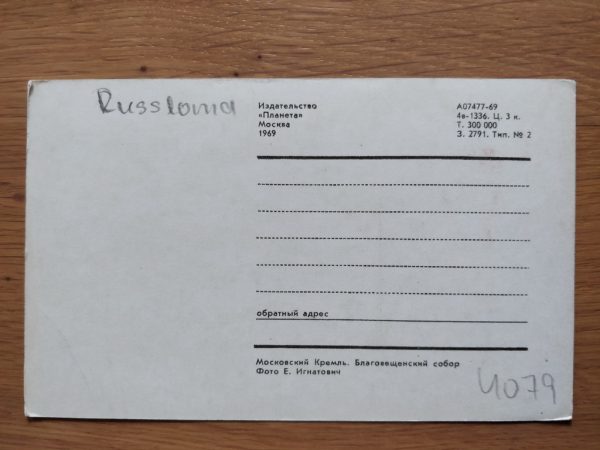 Russland
Издательство
«Планета»
Москва
1969
А07477-69
4в-1336. Ц. 3 к.
Т. 300 000
З. 2791. Тип. № 2
обратный адрес
Московский Кремль. Благовещенский собор
Фото Е. Игнатович
4079